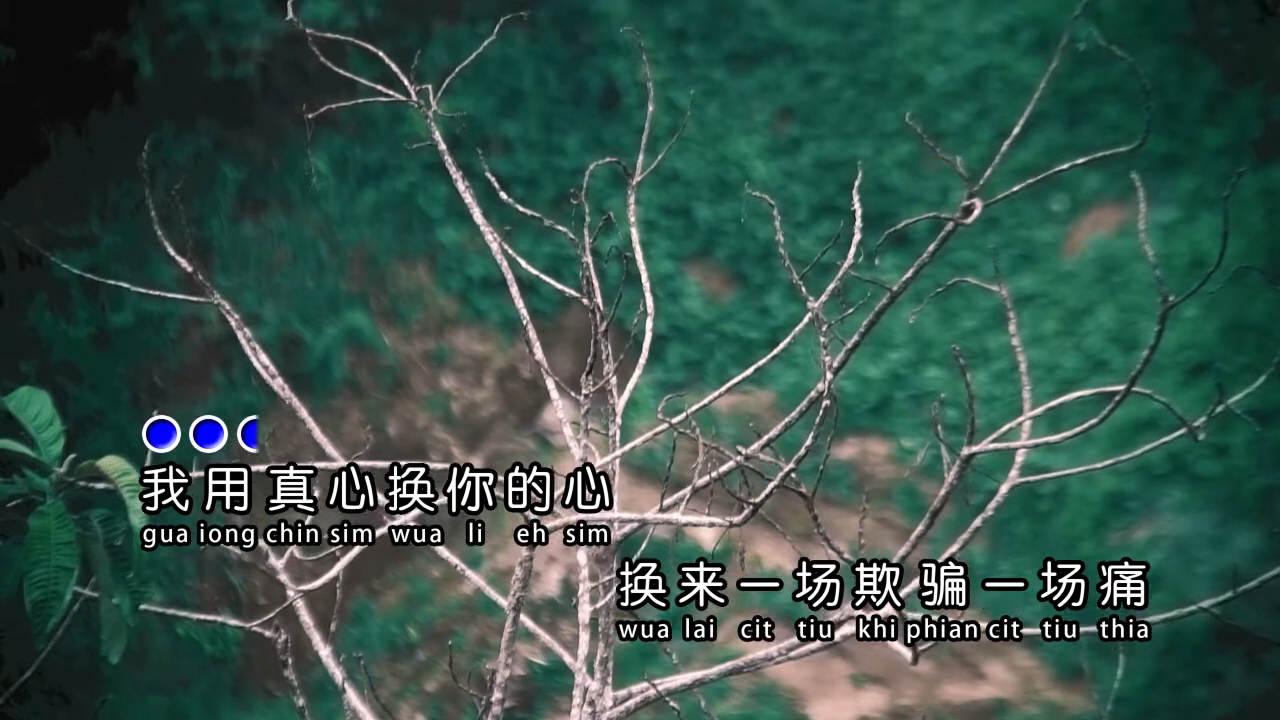 我用真心换你的心
gua iong chin sim wua li eh sim
换来一场欺骗一场痛
wua lai cit tiu khi phian cit tiu thia